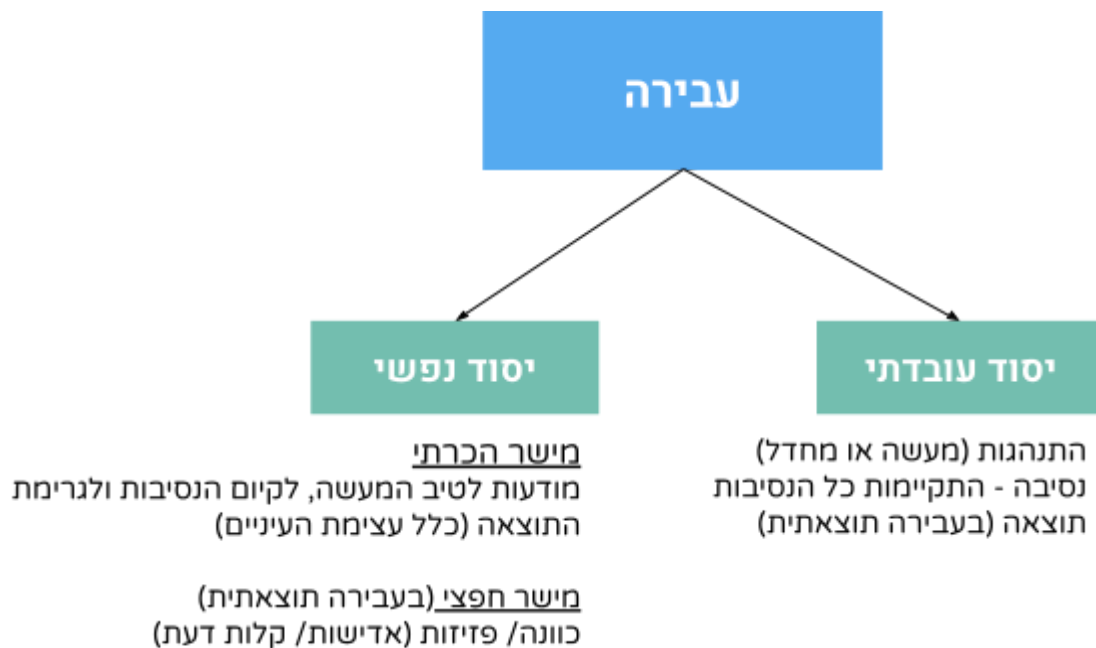 עבירה
יסוד עובדתי
התנהגות (מעשה או מחדל)
נסיבה - התקיימות כל הנסיבות
תוצאה (בעבירה תוצאתית)
יסוד נפשי
מישר הכרתי
מודעות לטיב המעשה, לקיום הנסיבות ולגרימת
התוצאה (כלל עצימת העיניים)
מישר חפצי (בעבירה תוצאתית)
כוונה/ פזיזות (אדישות/ קלות דעת)